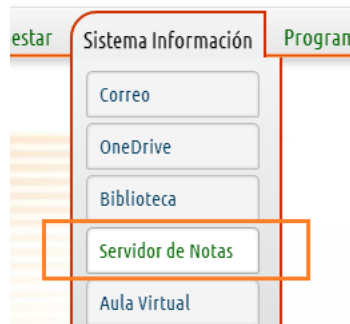 estar Sistema Información Program
Correo
OneDrive
Biblioteca
Servidor de Notas
Aula Virtual